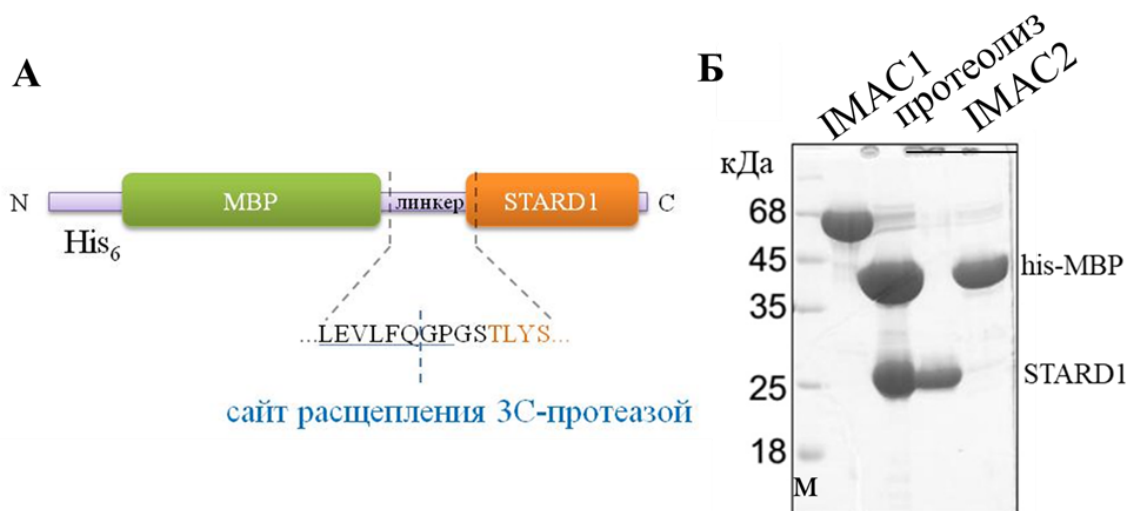 А
N
MBP
линкер
STARD1
C
His6
...LEVLFQGPGSTLYS...
сайт расщепления 3С-протеазой
Б
IMAC1
протеолиз
IMAC2
кДа
68
45
35
25
18
М
his-MBP
STARD1